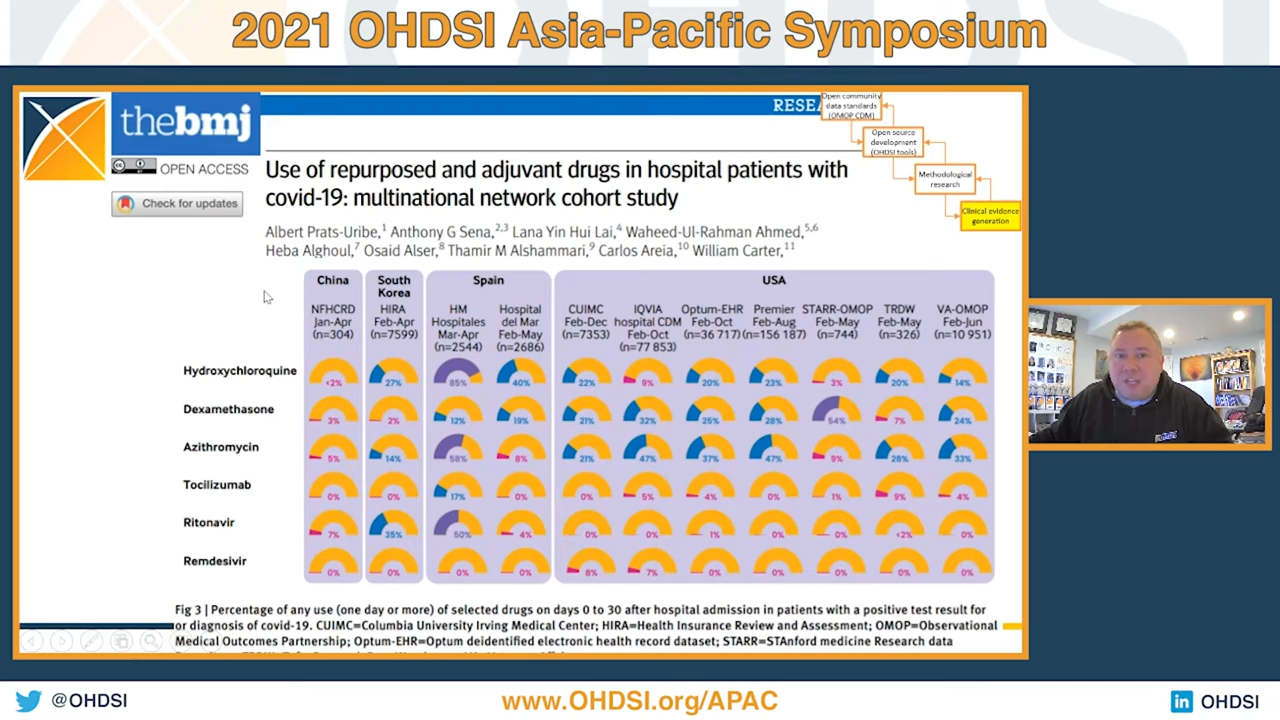 2021 OHDSI Asia-Pacific Symposium
thebmj
OPEN ACCESS
Check for updates
Open community
data standards
(OMOP CDM)
Open source
development
(OHDSI tools)
Methodological
research
Clinical evidence
generation
Use of repurposed and adjuvant drugs in hospital patients with
covid-19: multinational network cohort study
Albert Prats-Uribe,1 Anthony G Sena,2,3 Lana Yin Hui Lai,4 Waheed-Ul-Rahman Ahmed,5,6
Heba Alghoul,7 Osaid Alser,8 Thamir M Alshammari,9 Carlos Areia,10 William Carter,11
China South Korea Spain USA
NFHCRD Jan-Apr (n=304)
HIRA Feb-Apr (n=7599)
HM Hospitales Mar-Apr (n=2544)
Hospital del Mar Feb-May (n=2686)
CUIMC Feb-Dec (n=7353)
IQVIA hospital CDM Feb-Oct (n=77 853)
Optum-EHR Feb-Oct (n=36 717)
Premier Feb-Aug (n=156 187)
STARR-OMOP Feb-May (n=744)
TRDW Feb-May (n=326)
VA-OMOP Feb-Jun (n=10 951)
Hydroxychloroquine <2% 27% 85% 40% 22% 9% 20% 23% 3% 20% 14%
Dexamethasone 3% 2% 12% 19% 21% 32% 25% 28% 54% 7% 24%
Azithromycin 5% 14% 58% 8% 21% 47% 37% 47% 9% 28% 33%
Tocilizumab 0% 0% 17% 0% 0% 5% 4% 0% 1% 9% 4%
Ritonavir 7% 35% 50% 4% 0% 0% 1% 0% 0% <2% 0%
Remdesivir 0% 0% 0% 0% 8% 7% 0% 0% 0% 0% 0%
Fig 3 | Percentage of any use (one day or more) of selected drugs on days 0 to 30 after hospital admission in patients with a positive test result for
or diagnosis of covid-19. CUIMC=Columbia University Irving Medical Center; HIRA=Health Insurance Review and Assessment; OMOP=Observational
Medical Outcomes Partnership; Optum-EHR=Optum deidentified electronic health record dataset; STARR=STAnford medicine Research data
@OHDSI
www.OHDSI.org/APAC
OHDSI